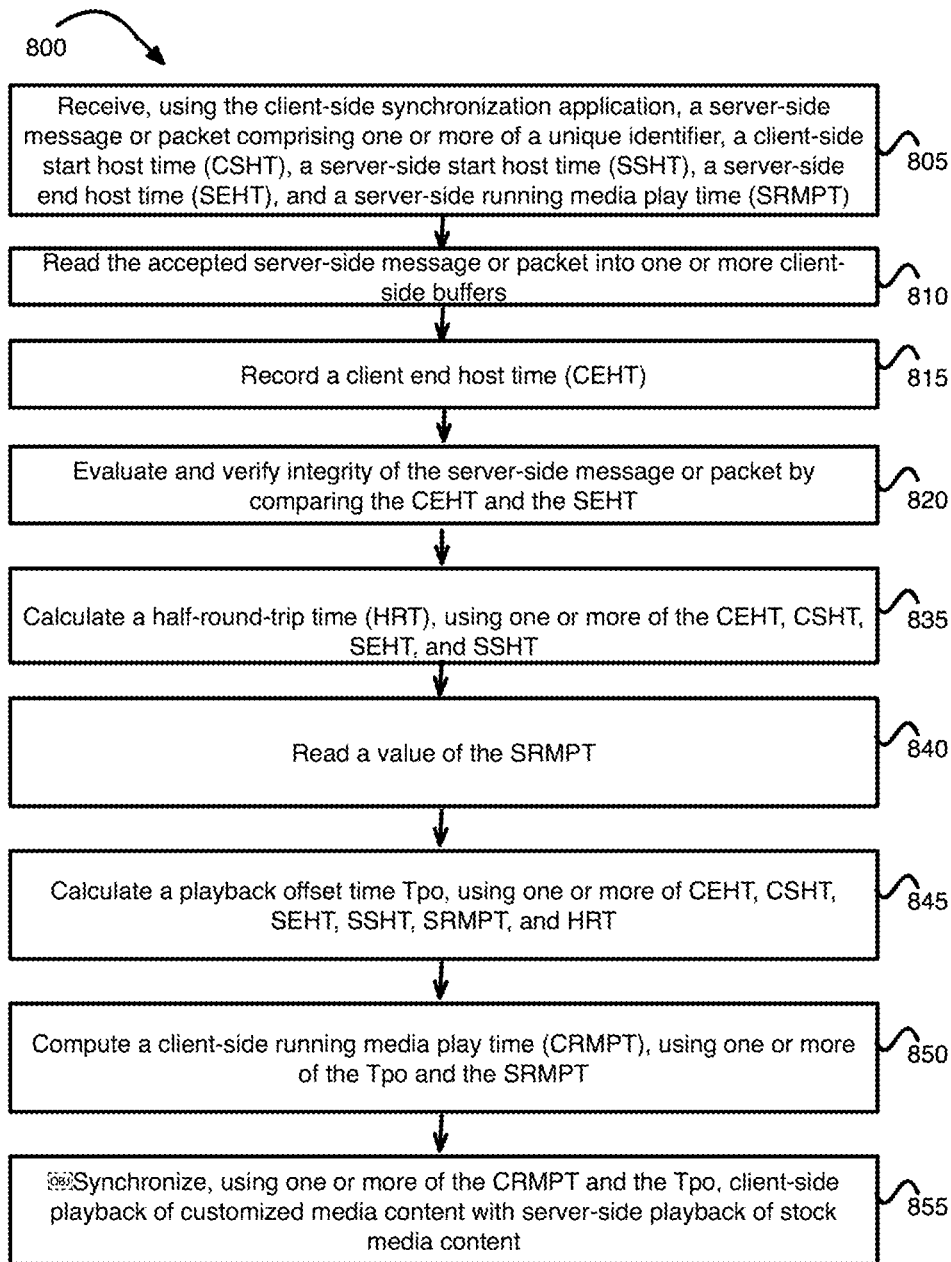 800
Receive, using the client-side synchronization application, a server-side
message or packet comprising one or more of a unique identifier, a client-side
start host time (CSHT), a server-side start host time (SSHT), a server-side
end host time (SEHT), and a server-side running media play time (SRMPT)
805
Read the accepted server-side message or packet into one or more client-
side buffers
810
Record a client end host time (CEHT)
815
Evaluate and verify integrity of the server-side message or packet by
comparing the CEHT and the SEHT
820
Calculate a half-round-trip time (HRT), using one or more of the CEHT, CSHT,
SEHT, and SSHT
835
Read a value of the SRMPT
840
Calculate a playback offset time Tpo, using one or more of CEHT, CSHT,
SEHT, SSHT, SRMPT, and HRT
845
Compute a client-side running media play time (CRMPT), using one or more
of the Tpo and the SRMPT
850
Synchronize, using one or more of the CRMPT and the Tpo, client-side
playback of customized media content with server-side playback of stock
media content
855